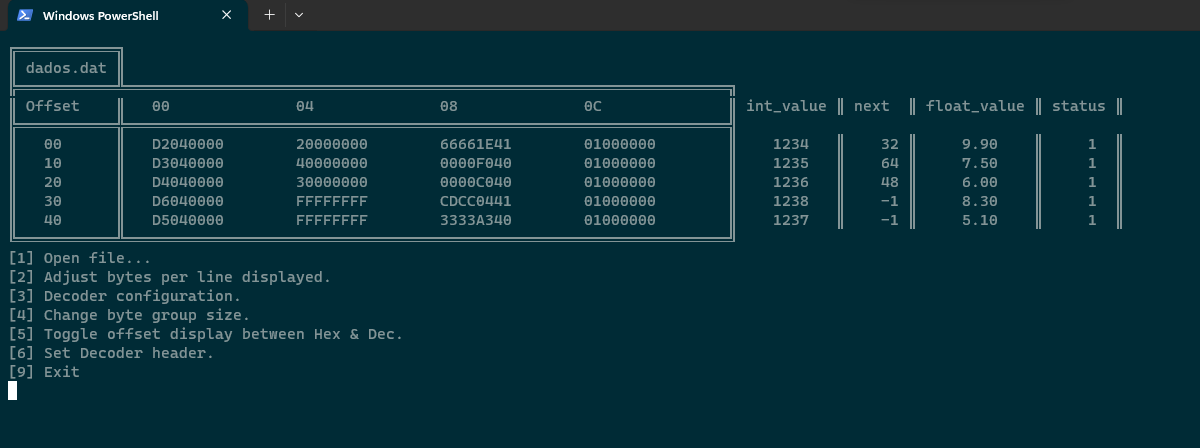 Windows PowerShell
dados.dat
Offset 00 04 08 0C int_value next float_value status
00 D2040000 20000000 66661E41 01000000 1234 32 9.90 1
10 D3040000 40000000 0000F040 01000000 1235 64 7.50 1
20 D4040000 30000000 0000C040 01000000 1236 48 6.00 1
30 D6040000 FFFFFFFF CDCC0441 01000000 1238 -1 8.30 1
40 D5040000 FFFFFFFF 3333A340 01000000 1237 -1 5.10 1
[1] Open file...
[2] Adjust bytes per line displayed.
[3] Decoder configuration.
[4] Change byte group size.
[5] Toggle offset display between Hex & Dec.
[6] Set Decoder header.
[9] Exit